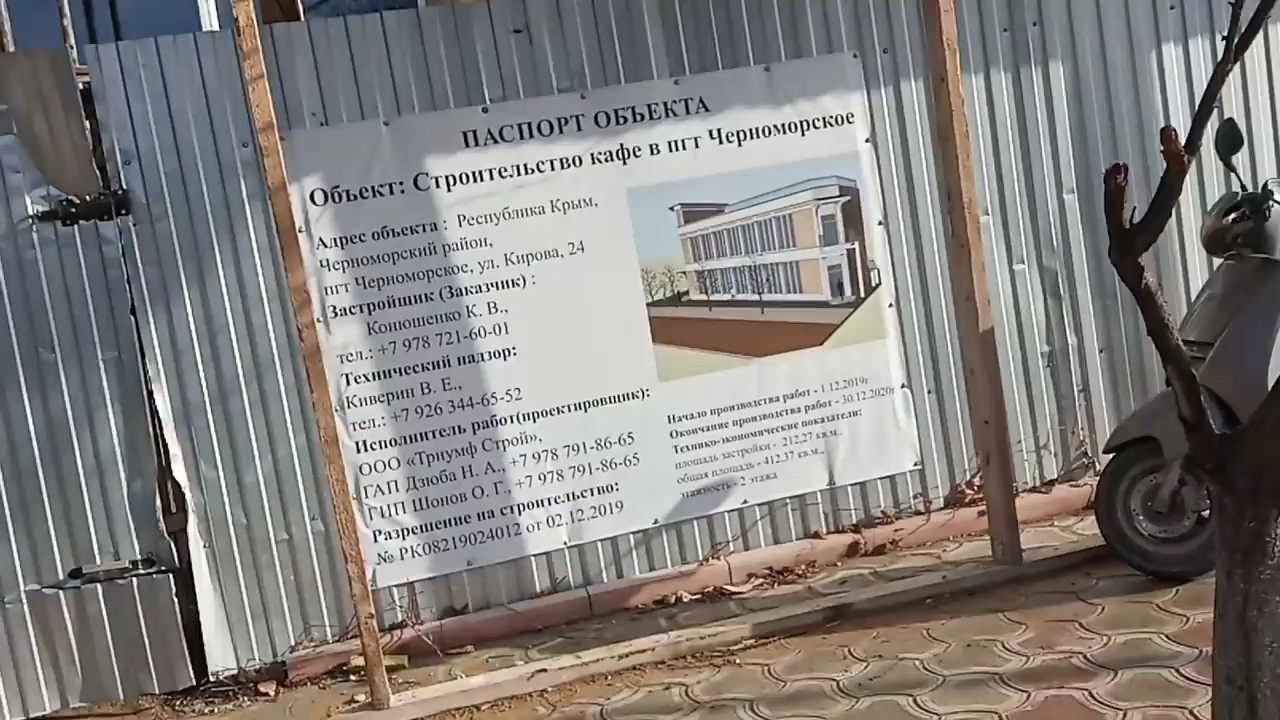 ПАСПОРТ ОБЪЕКТА
Объект: Строительство кафе в пгт Черноморское
Адрес объекта : Республика Крым,
Черноморский район,
пгт Черноморское, ул. Кирова, 24
Застройщик (Заказчик) :
Конюшенко К. В.,
тел.: +7 978 721-60-01
Технический надзор:
Киверин В. Е.,
тел.: +7 926 344-65-52
Исполнитель работ(проектировщик):
ООО «Триумф Строй»,
ГАП Дзюба Н. А., +7 978 791-86-65
ГИП Шонов О. Г., +7 978 791-86-65
Разрешение на строительство:
№ РК08219024012 от 02.12.2019
Начало производства работ - 1.12.2019г
Окончание производства работ - 30.12.2020г
Технико-экономические показатели:
площадь застройки - 212,27 кв.м.,
общая площадь - 412,37 кв.м.,
этажность - 2 этажа